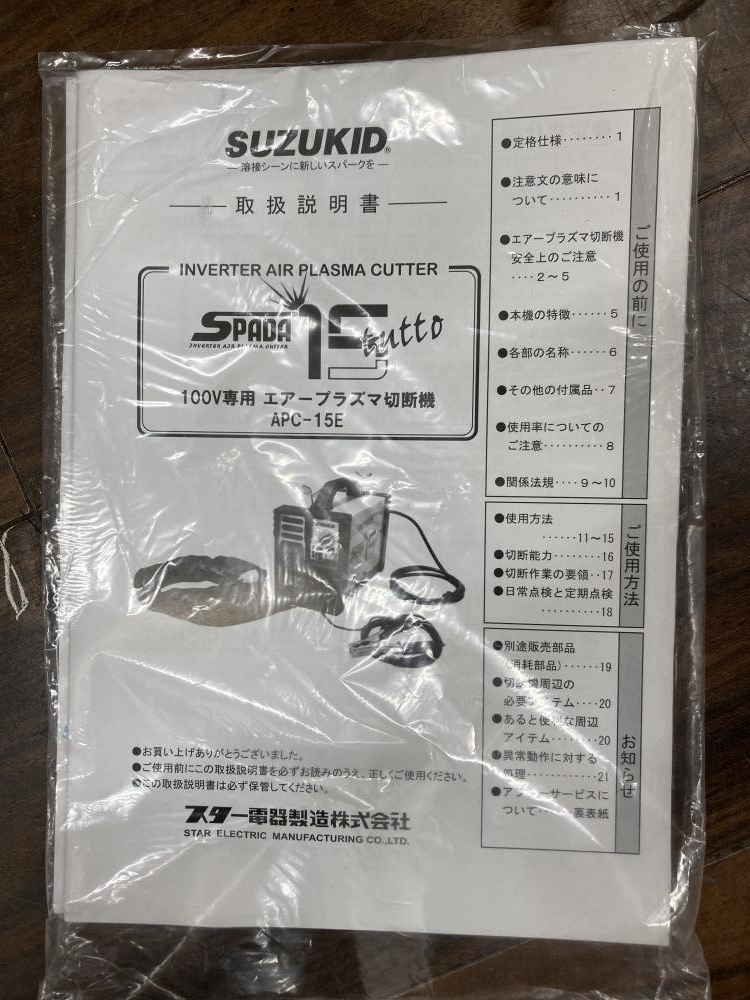 SUZUKID®
― 溶接シーンに新しいスパークを ―
取扱説明書
INVERTER AIR PLASMA CUTTER
SPADA 15 tutto
INVERTER AIR PLASMA CUTTER
100V専用 エアープラズマ切断機
APC-15E
●お買い上げありがとうございました。
●ご使用前にこの取扱説明書を必ずお読みのうえ、正しくご使用ください。
●この取扱説明書は必ず保管してください。
スター電器製造株式会社
STAR ELECTRIC MANUFACTURING CO.,LTD.
ご使用の前に
●定格仕様‥‥‥‥1
●注意文の意味に
ついて‥‥‥‥‥1
●エアープラズマ切断機
安全上のご注意
‥‥2～5
●本機の特徴‥‥‥5
●各部の名称‥‥‥6
●その他の付属品‥7
●使用率についての
ご注意‥‥‥‥‥8
●関係法規‥‥9～10
ご使用方法
●使用方法
‥‥‥11～15
●切断能力‥‥‥‥16
●切断作業の要領‥17
●日常点検と定期点検
‥‥‥‥‥18
お知らせ
●別途販売部品
(消耗部品)‥‥‥19
●切断機周辺の
必要アイテム‥‥20
●あると便利な周辺
アイテム‥‥‥‥20
●異常動作に対する
処理‥‥‥‥‥‥21
●アフターサービスに
ついて‥‥‥裏表紙